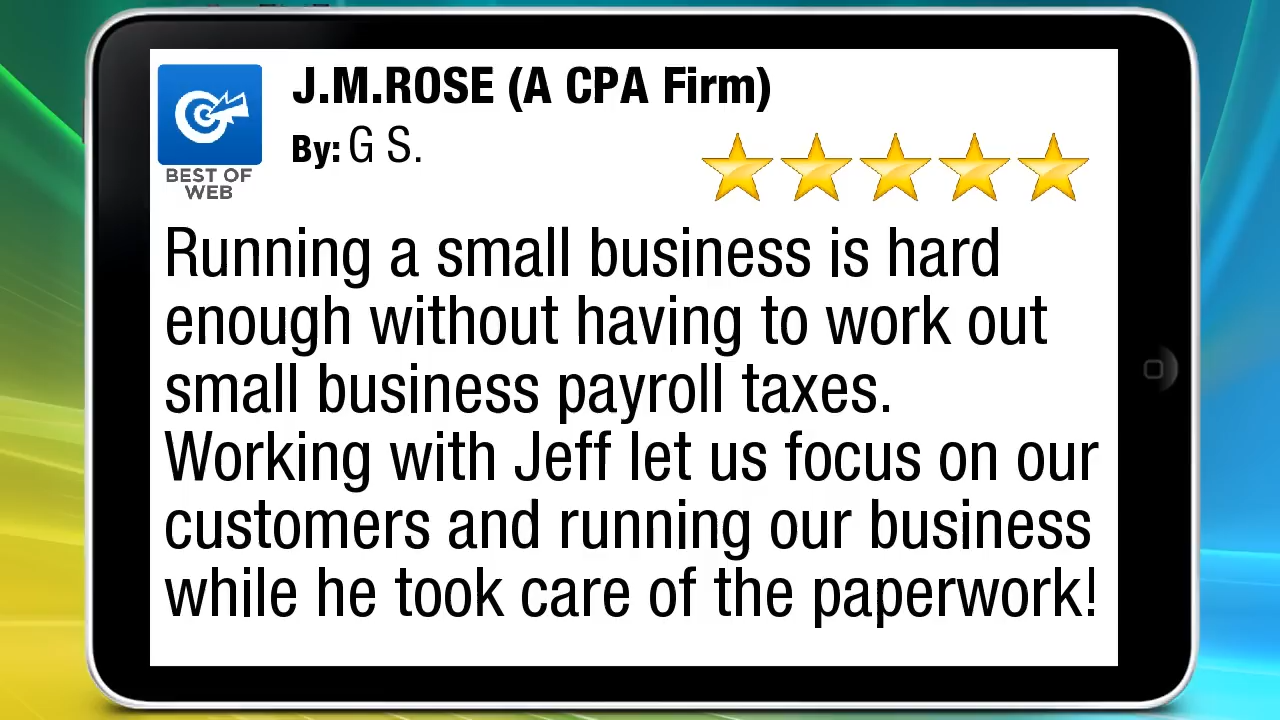 J.M.ROSE (A CPA Firm)
By: G S.
BEST OF
WEB
Running a small business is hard
enough without having to work out
small business payroll taxes.
Working with Jeff let us focus on our
customers and running our business
while he took care of the paperwork!